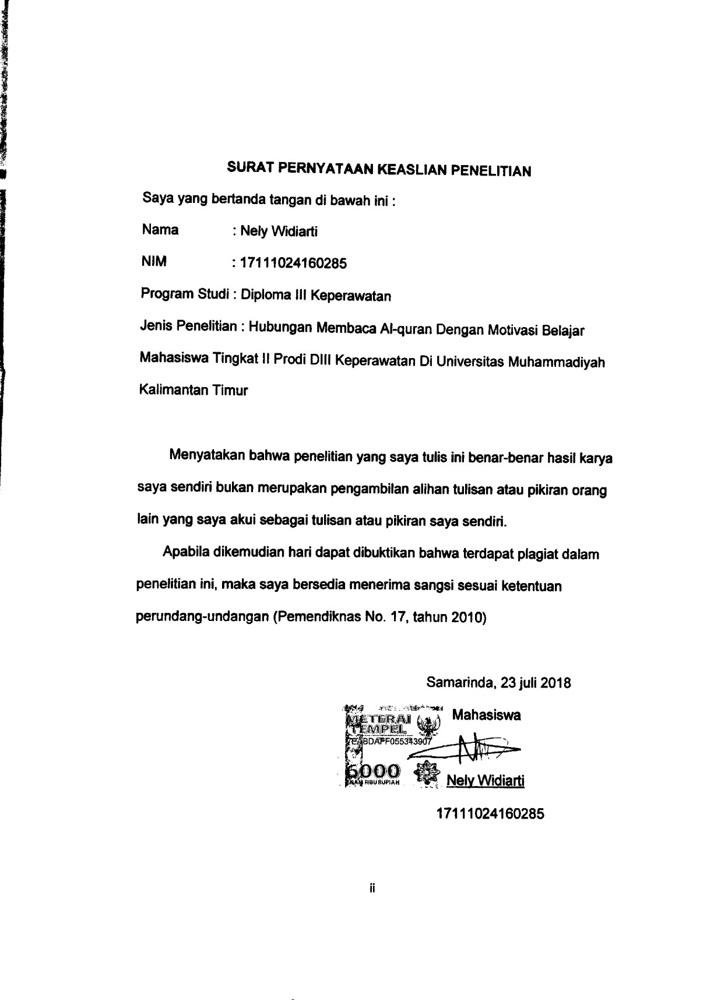 SURAT PERNYATAAN KEASLIAN PENELITIAN
Saya yang bertanda tangan di bawah ini :
Nama : Nely Widiarti
NIM : 17111024160285
Program Studi : Diploma III Keperawatan
Jenis Penelitian : Hubungan Membaca Al-quran Dengan Motivasi Belajar
Mahasiswa Tingkat II Prodi DIII Keperawatan Di Universitas Muhammadiyah
Kalimantan Timur
Menyatakan bahwa penelitian yang saya tulis ini benar-benar hasil karya
saya sendiri bukan merupakan pengambilan alihan tulisan atau pikiran orang
lain yang saya akui sebagai tulisan atau pikiran saya sendiri.
Apabila dikemudian hari dapat dibuktikan bahwa terdapat plagiat dalam
penelitian ini, maka saya bersedia menerima sangsi sesuai ketentuan
perundang-undangan (Pemendiknas No. 17, tahun 2010)
Samarinda, 23 juli 2018
Mahasiswa
METERAI
TEMPEL
6000
ENAM RIBU RUPIAH
Nely Widiarti
17111024160285
ii